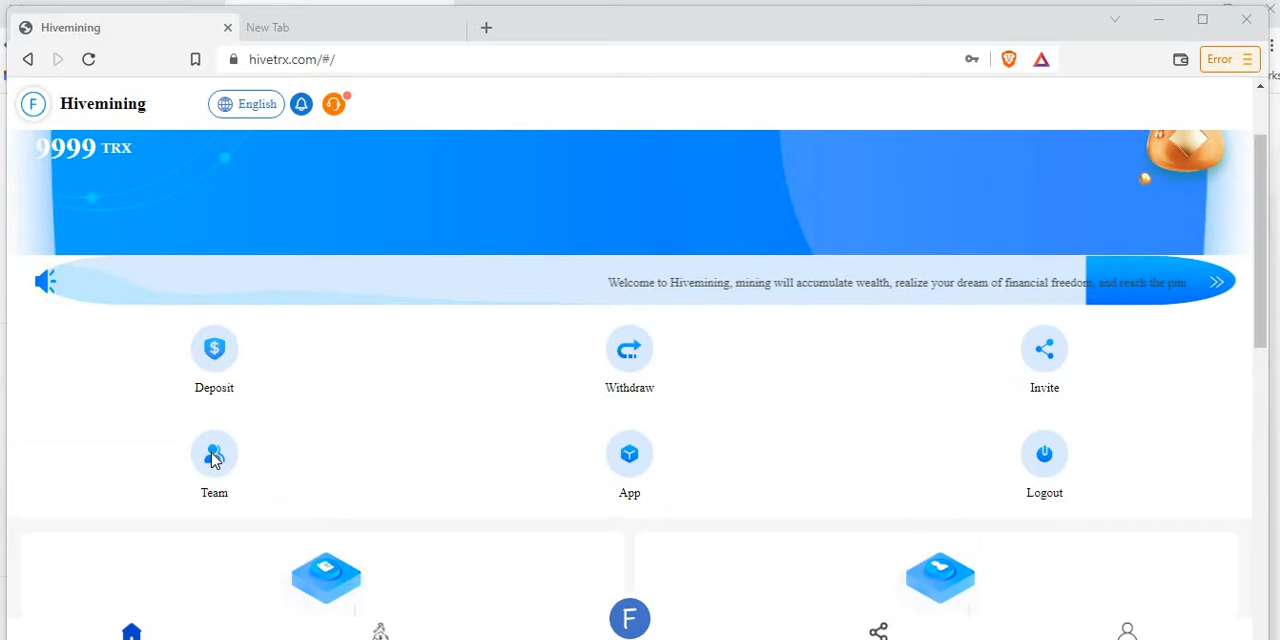 Hivemining
New Tab
hivetrx.com/#/
Error
F
Hivemining
English
9999 TRX
Welcome to Hivemining, mining will accumulate wealth, realize your dream of financial freedom, and reach the
Deposit
Withdraw
Invite
Team
App
Logout
F